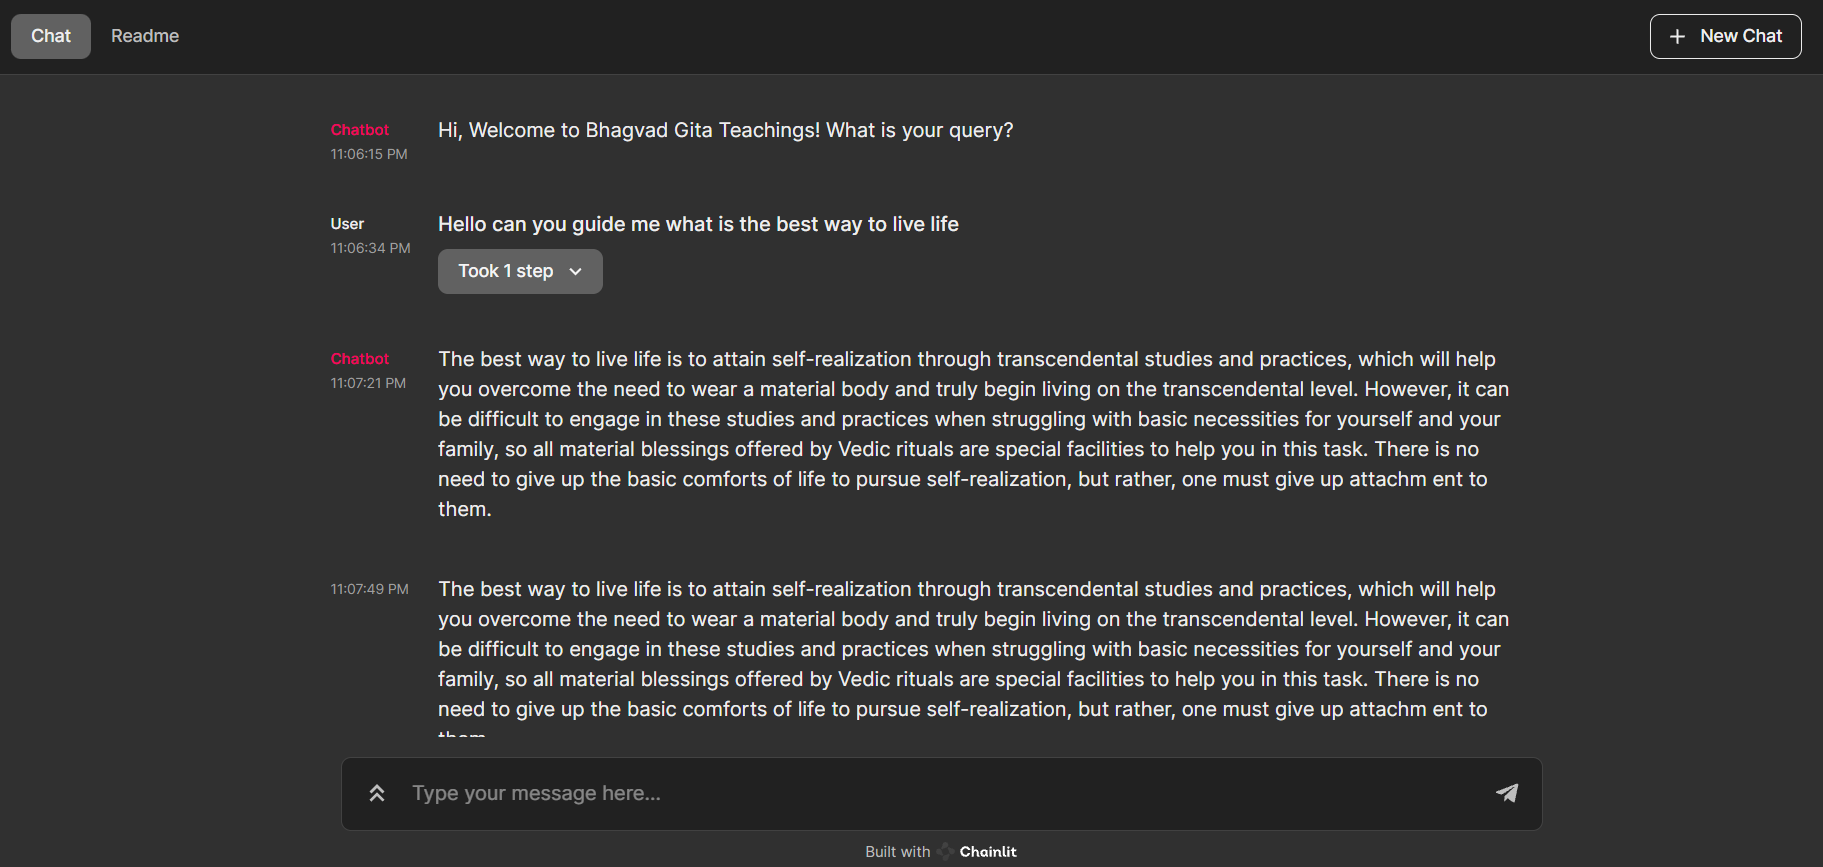 Chat
Readme
New Chat
Chatbot
11:06:15 PM
Hi, Welcome to Bhagvad Gita Teachings! What is your query?
User
11:06:34 PM
Hello can you guide me what is the best way to live life
Took 1 step
Chatbot
11:07:21 PM
The best way to live life is to attain self-realization through transcendental studies and practices, which will help
you overcome the need to wear a material body and truly begin living on the transcendental level. However, it can
be difficult to engage in these studies and practices when struggling with basic necessities for yourself and your
family, so all material blessings offered by Vedic rituals are special facilities to help you in this task. There is no
need to give up the basic comforts of life to pursue self-realization, but rather, one must give up attachm ent to
them.
11:07:49 PM
The best way to live life is to attain self-realization through transcendental studies and practices, which will help
you overcome the need to wear a material body and truly begin living on the transcendental level. However, it can
be difficult to engage in these studies and practices when struggling with basic necessities for yourself and your
family, so all material blessings offered by Vedic rituals are special facilities to help you in this task. There is no
need to give up the basic comforts of life to pursue self-realization, but rather, one must give up attachm ent to
them.
Type your message here...
Built with Chainlit